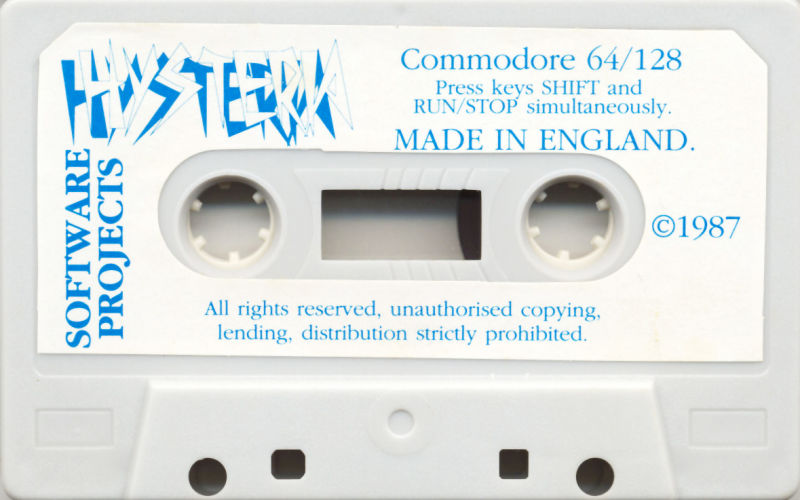 HYSTERIA
Commodore 64/128
Press keys SHIFT and
RUN/STOP simultaneously.
MADE IN ENGLAND.
SOFTWARE
PROJECTS
©1987
All rights reserved, unauthorised copying,
lending, distribution strictly prohibited.